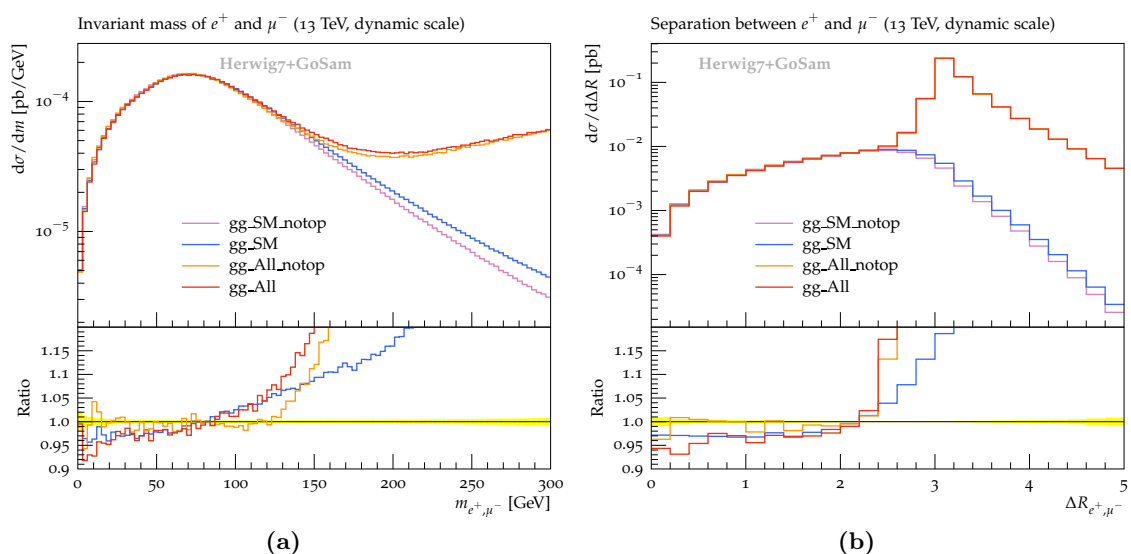 Invariant mass of e⁺ and μ⁻ (13 TeV, dynamic scale)
dσ/dm [pb/GeV]
Herwig7+GoSam
10⁻⁴
10⁻⁵
gg_SM_notop
gg_SM
gg_All_notop
gg_All
Ratio
1.15
1.1
1.05
1.0
0.95
0.9
0 50 100 150 200 250 300
m_{e⁺,μ⁻} [GeV]
(a)
Separation between e⁺ and μ⁻ (13 TeV, dynamic scale)
dσ/dΔR [pb]
Herwig7+GoSam
10⁻¹
10⁻²
10⁻³
10⁻⁴
gg_SM_notop
gg_SM
gg_All_notop
gg_All
Ratio
1.15
1.1
1.05
1.0
0.95
0.9
0 1 2 3 4 5
ΔR_{e⁺,μ⁻}
(b)